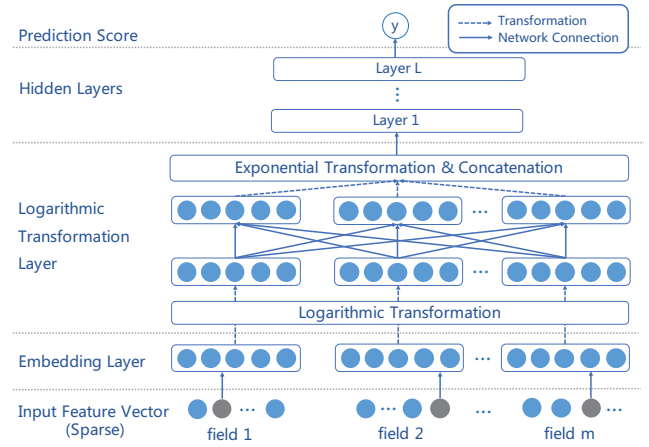 Prediction Score
y
Transformation
Network Connection
Hidden Layers
Layer L
Layer 1
Exponential Transformation & Concatenation
Logarithmic
Transformation
Layer
Logarithmic Transformation
Embedding Layer
Input Feature Vector
(Sparse)
field 1
field 2
field m